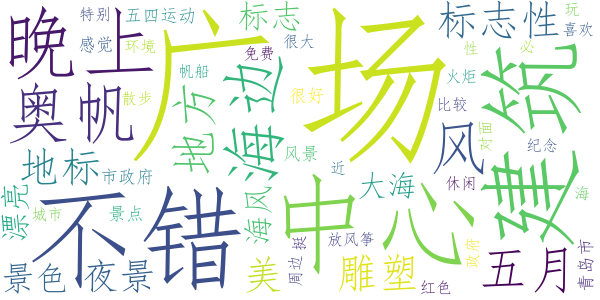 晚上
特别
五四运动
感觉
环境
奥帆
帆船
散步
广场
标志
免费
很大
很好
海边
地方
风景
标志性
玩
喜欢
性
必
火炬
比较
对面
建筑
风
纪念
地标
市政府
漂亮
城市
景点
不错
海风
中心
近
大海
休闲
政府
海
景色
夜景
美
周边
挺
放风筝
雕塑
红色
五月
青岛市